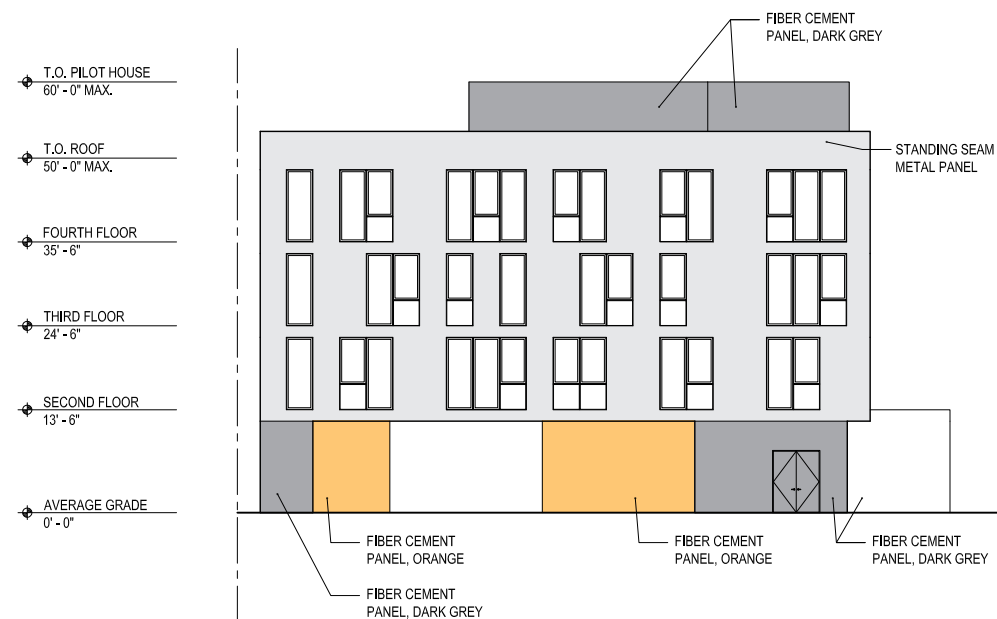 FIBER CEMENT
PANEL, DARK GREY
T.O. PILOT HOUSE
60' - 0" MAX.
T.O. ROOF
50' - 0" MAX.
STANDING SEAM
METAL PANEL
FOURTH FLOOR
35' - 6"
THIRD FLOOR
24' - 6"
SECOND FLOOR
13' - 6"
AVERAGE GRADE
0' - 0"
FIBER CEMENT
PANEL, ORANGE
FIBER CEMENT
PANEL, ORANGE
FIBER CEMENT
PANEL, DARK GREY
FIBER CEMENT
PANEL, DARK GREY